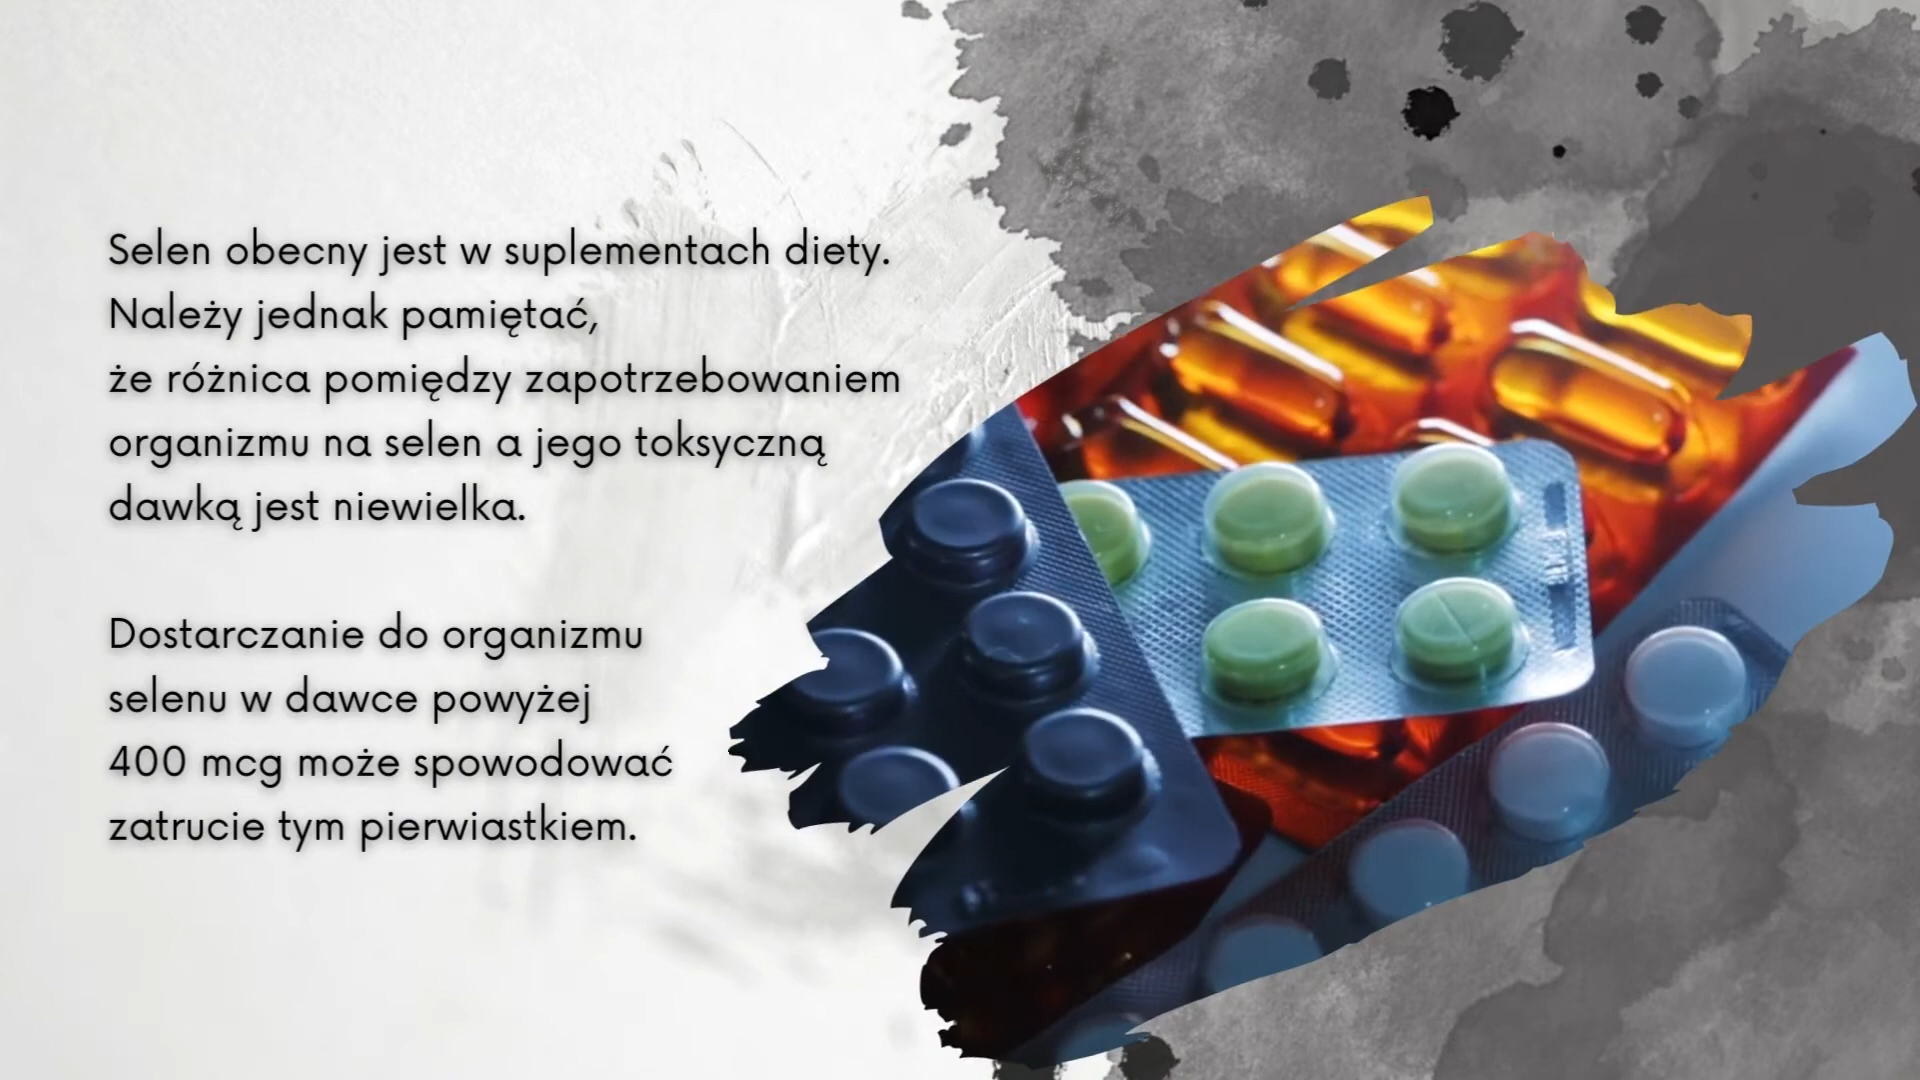 Selen obecny jest w suplementach diety.
Należy jednak pamiętać,
że różnica pomiędzy zapotrzebowaniem
organizmu na selen a jego toksyczną
dawką jest niewielka.
Dostarczanie do organizmu
selenu w dawce powyżej
400 mcg może spowodować
zatrucie tym pierwiastkiem.